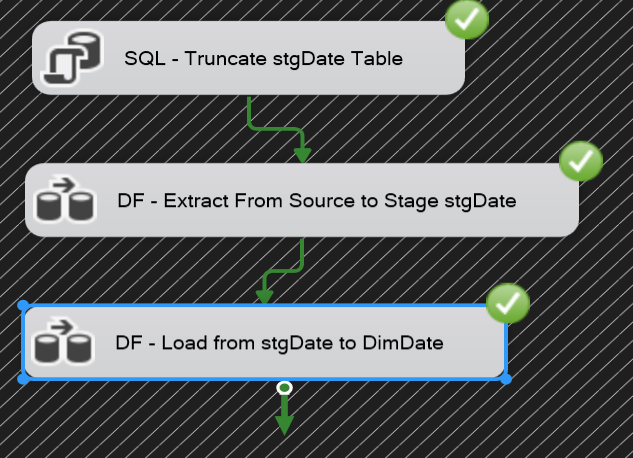 SQL - Truncate stgDate Table
DF - Extract From Source to Stage stgDate
DF - Load from stgDate to DimDate